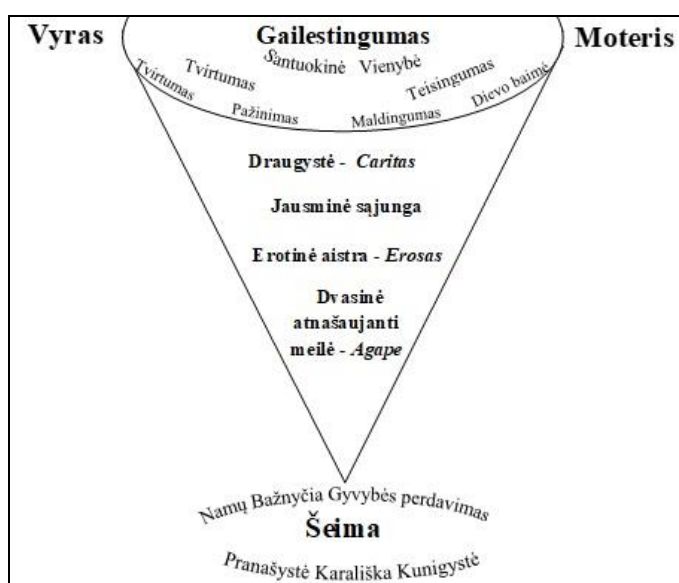 Vyras
Gailestingumas
Moteris
Santuokinė Vienybė
Tvirtumas
Teisingumas
Tvirtumas
Dievo baimė
Pažinimas
Maldingumas
Draugystė - Caritas
Jausminė sąjunga
Erotinė aistra - Erosas
Dvasinė
atnašaujanti
meilė - Agape
Namų Bažnyčia Gyvybės perdavimas
Šeima
Pranašystė Karališka Kunigystė